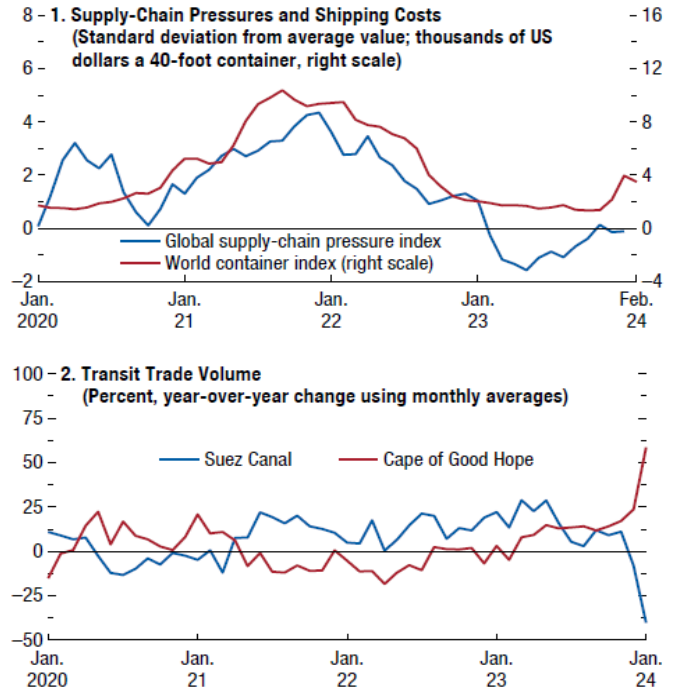 1. Supply-Chain Pressures and Shipping Costs
(Standard deviation from average value; thousands of US
dollars a 40-foot container, right scale)
8
6
4
2
0
−2
16
12
8
4
0
−4
Global supply-chain pressure index
World container index (right scale)
Jan. Jan. Jan. Jan. Feb.
2020 21 22 23 24
2. Transit Trade Volume
(Percent, year-over-year change using monthly averages)
100
75
50
25
0
−25
−50
Suez Canal Cape of Good Hope
Jan. Jan. Jan. Jan. Jan.
2020 21 22 23 24